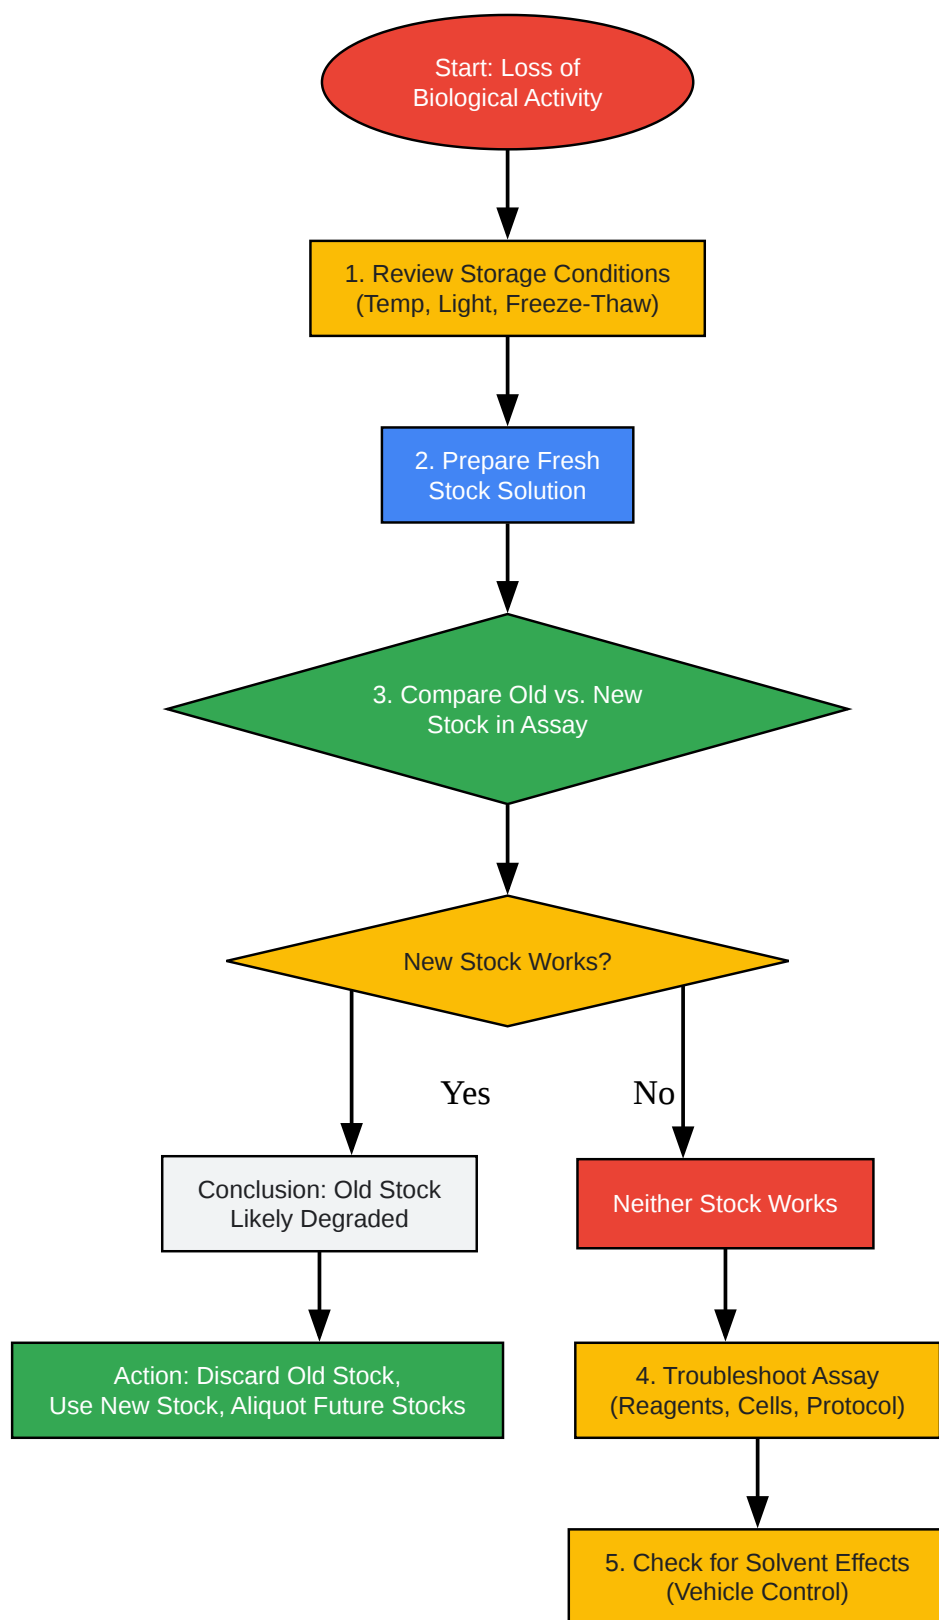 Start: Loss of
Biological Activity
1. Review Storage Conditions
(Temp, Light, Freeze-Thaw)
2. Prepare Fresh
Stock Solution
3. Compare Old vs. New
Stock in Assay
New Stock Works?
Yes
No
Conclusion: Old Stock
Likely Degraded
Neither Stock Works
Action: Discard Old Stock,
Use New Stock, Aliquot Future Stocks
4. Troubleshoot Assay
(Reagents, Cells, Protocol)
5. Check for Solvent Effects
(Vehicle Control)